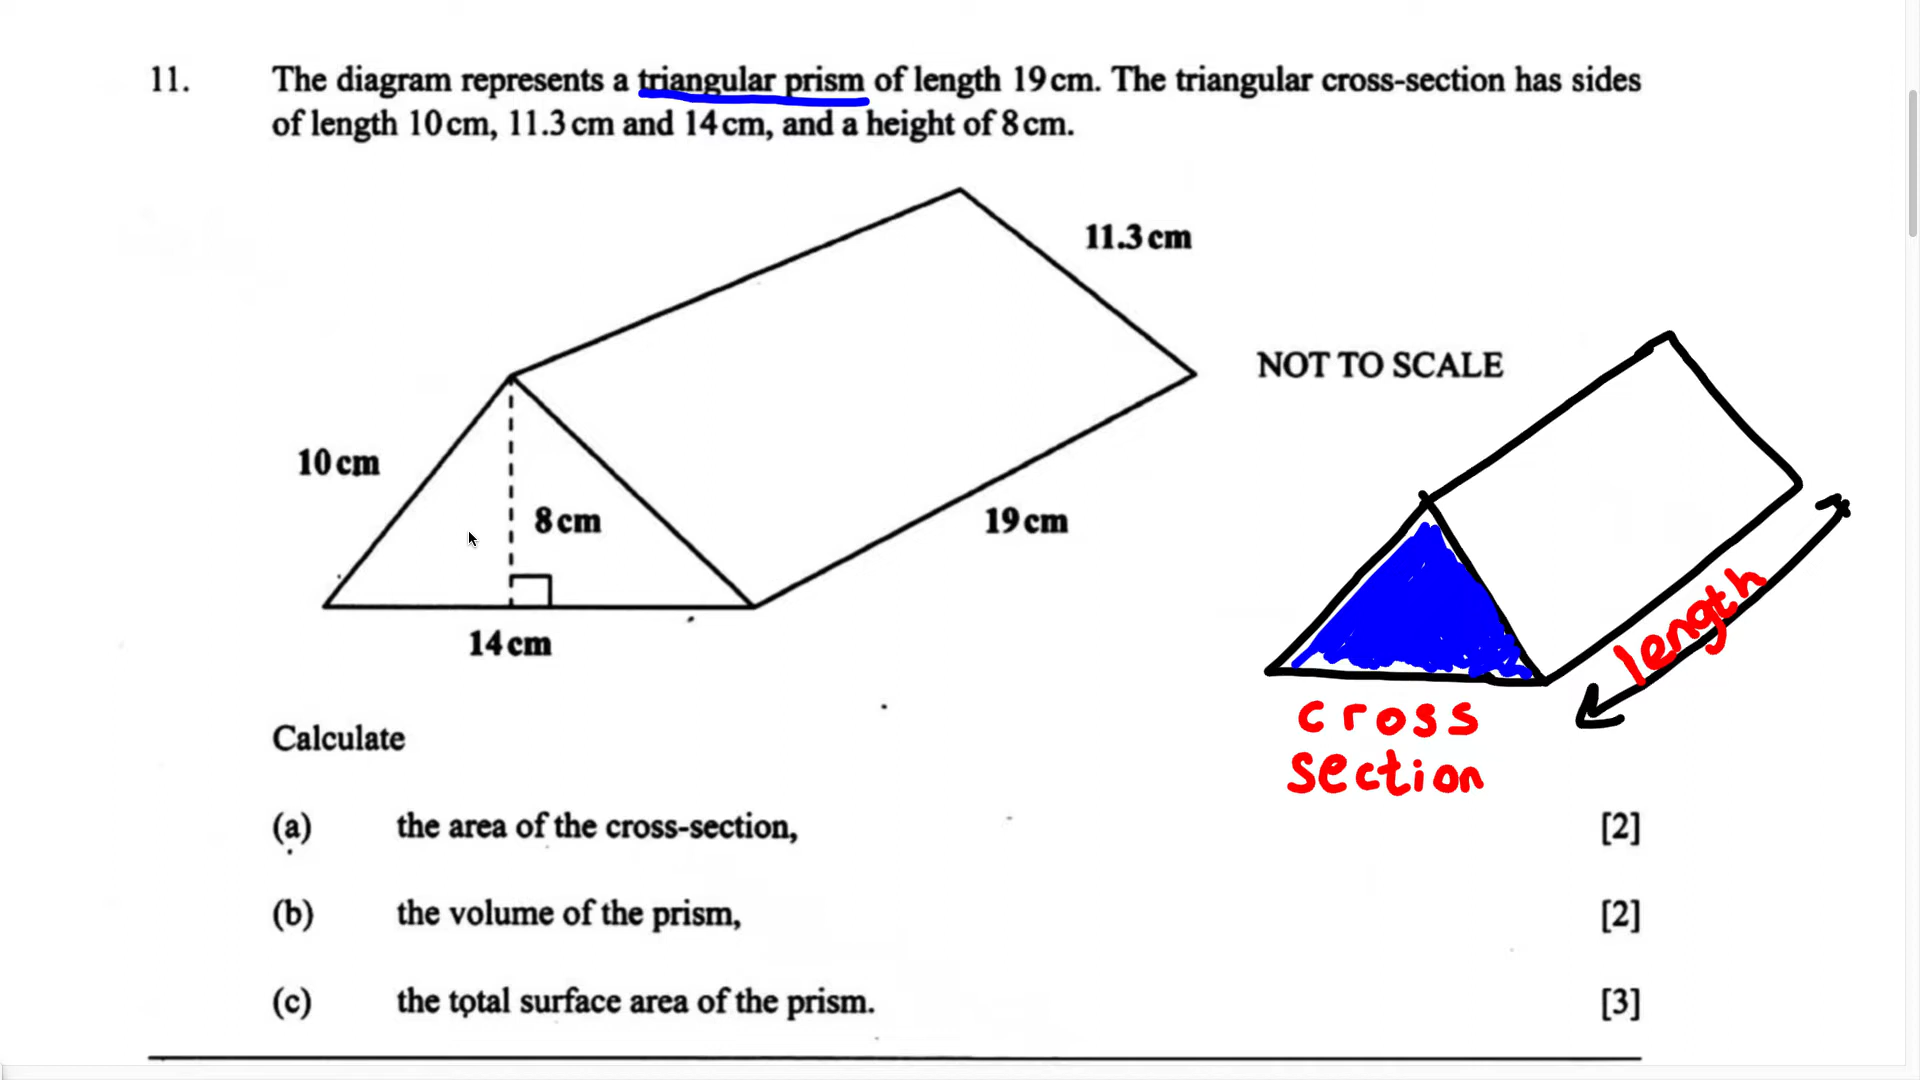 11. The diagram represents a triangular prism of length 19 cm. The triangular cross-section has sides
of length 10 cm, 11.3 cm and 14 cm, and a height of 8 cm.
11.3 cm
NOT TO SCALE
10 cm
8 cm
19 cm
14 cm
length
cross
section
Calculate
(a) the area of the cross-section, [2]
(b) the volume of the prism, [2]
(c) the total surface area of the prism. [3]